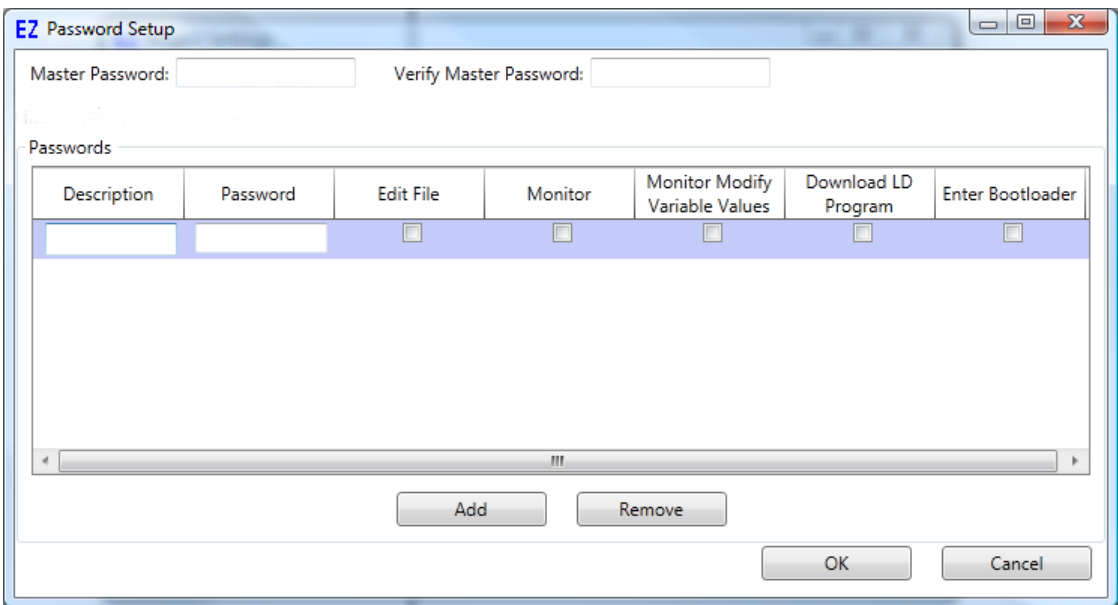 EZ Password Setup
Master Password: Verify Master Password:
Passwords
Description Password Edit File Monitor Monitor Modify Variable Values Download LD Program Enter Bootloader
Add Remove
OK Cancel